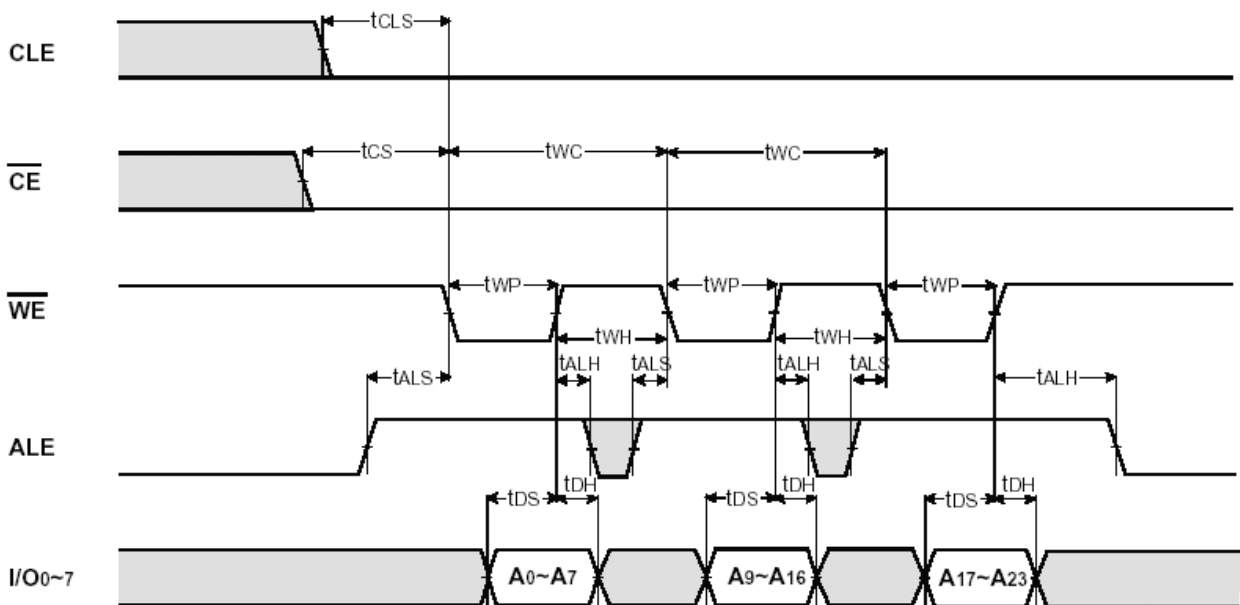 CLE
tCLS
CE
tCS
tWC
tWC
WE
tWP
tWP
tWP
tWH
tWH
tALS
tALH
tALS
tALH
tALS
tALH
ALE
tDS
tDH
tDS
tDH
tDS
tDH
I/O0~7
A0~A7
A9~A16
A17~A23